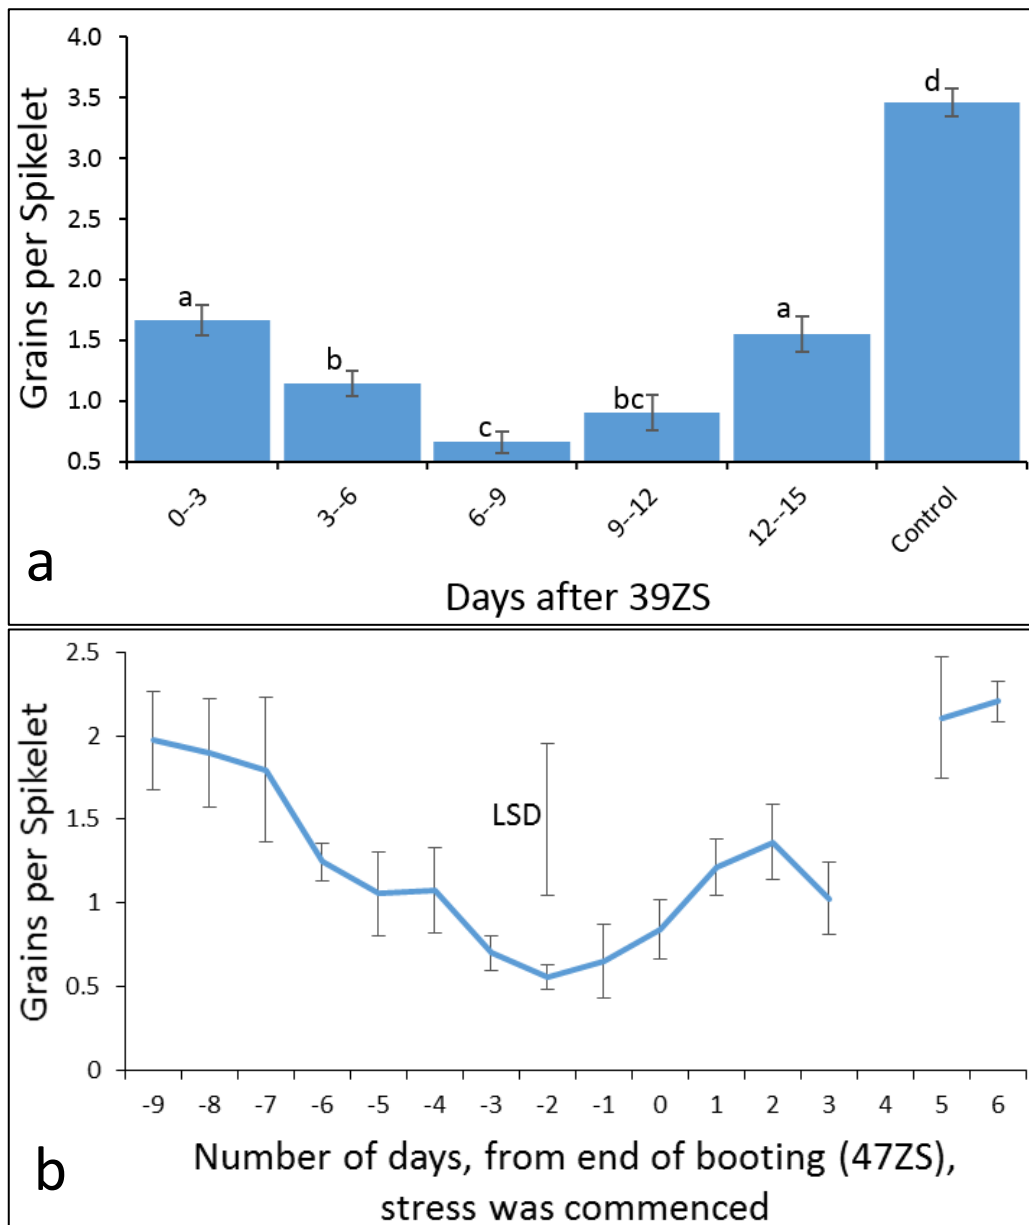 4.0
3.5
3.0
2.5
2.0
1.5
1.0
0.5
Grains per Spikelet
a
b
c
bc
a
d
0--3
3--6
6--9
9--12
12--15
Control
a
Days after 39ZS
2.5
2
1.5
1
0.5
0
Grains per Spikelet
LSD
-9 -8 -7 -6 -5 -4 -3 -2 -1 0 1 2 3 4 5 6
b
Number of days, from end of booting (47ZS),
stress was commenced